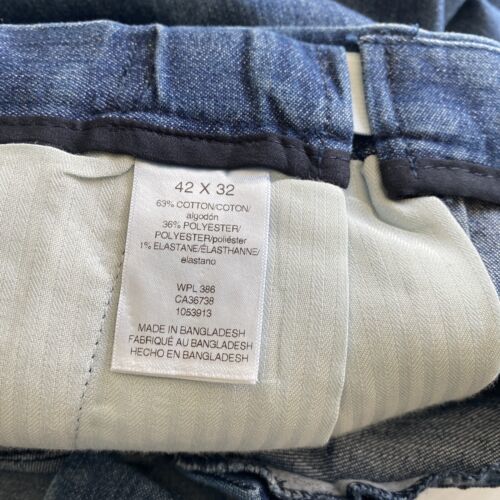 42 X 32
63% COTTON/COTON/
algodón
36% POLYESTER/
POLYESTER/poliéster
1% ELASTANE/ÉLASTHANNE/
elastano
WPL 386
CA36738
1053913
MADE IN BANGLADESH
FABRIQUÉ AU BANGLADESH
HECHO EN BANGLADESH